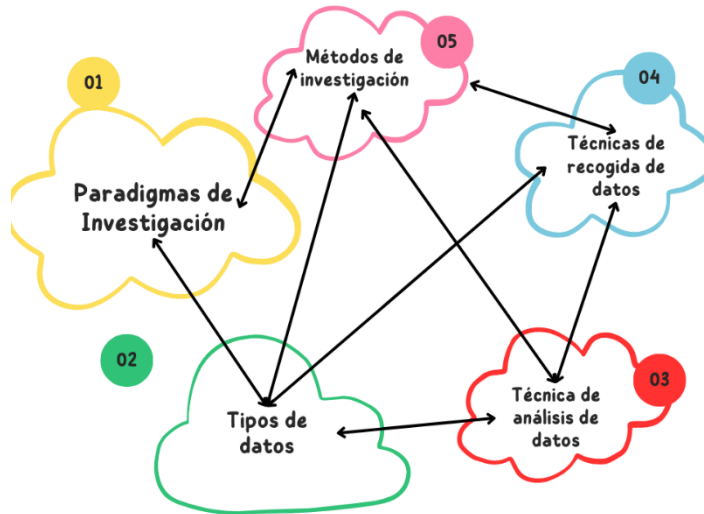 01
Paradigmas de
Investigación
02
Tipos de
datos
03
Técnica de
análisis de
datos
04
Técnicas de
recogida de
datos
05
Métodos de
investigación